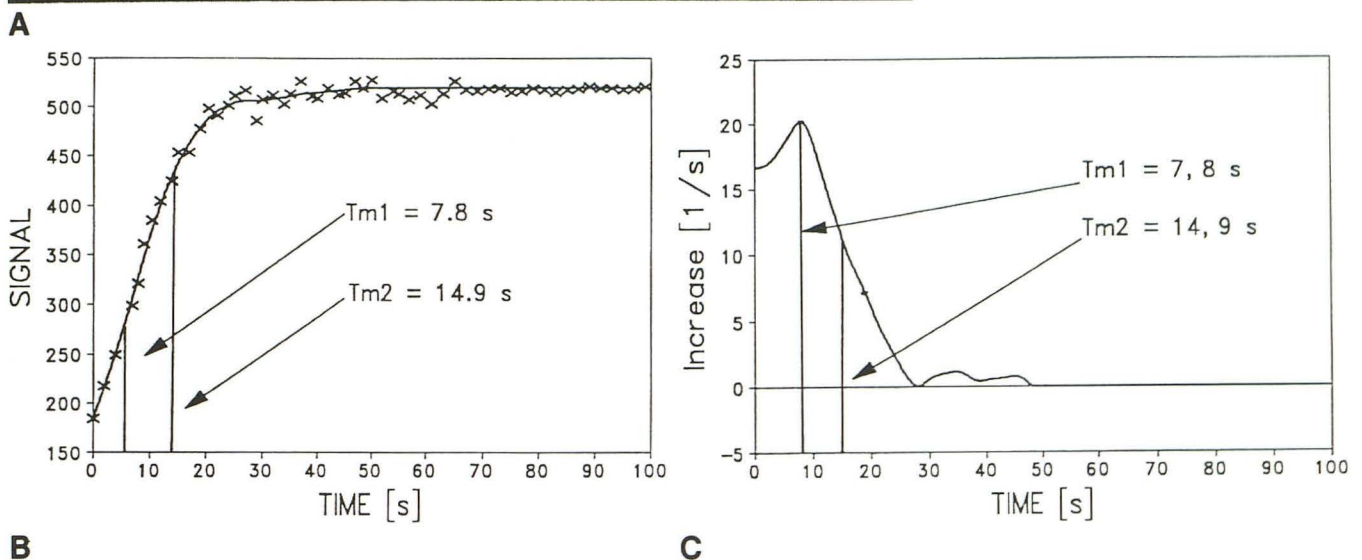 A
550
500
450
400
350
300
250
200
150
SIGNAL
0 10 20 30 40 50 60 70 80 90 100
TIME [s]
Tm1 = 7.8 s
Tm2 = 14.9 s
25
20
15
10
5
0
-5
Increase [1/s]
0 10 20 30 40 50 60 70 80 90 100
TIME [s]
Tm1 = 7, 8 s
Tm2 = 14, 9 s
B
C